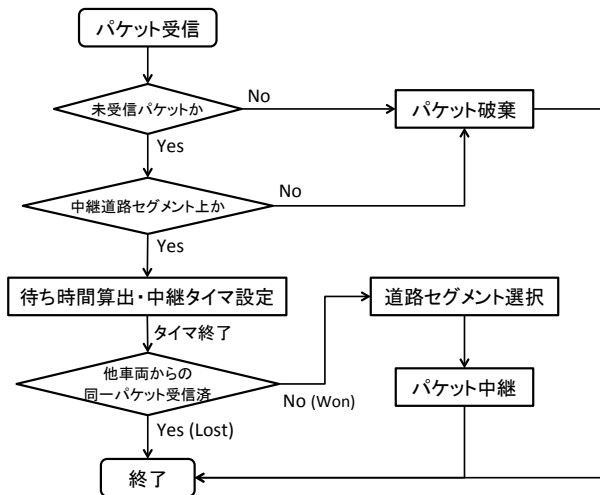 パケット受信
未受信パケットか
No
パケット破棄
Yes
中継道路セグメント上か
No
Yes
待ち時間算出・中継タイマ設定
道路セグメント選択
タイマ終了
他車両からの
同一パケット受信済
No (Won)
パケット中継
Yes (Lost)
終了